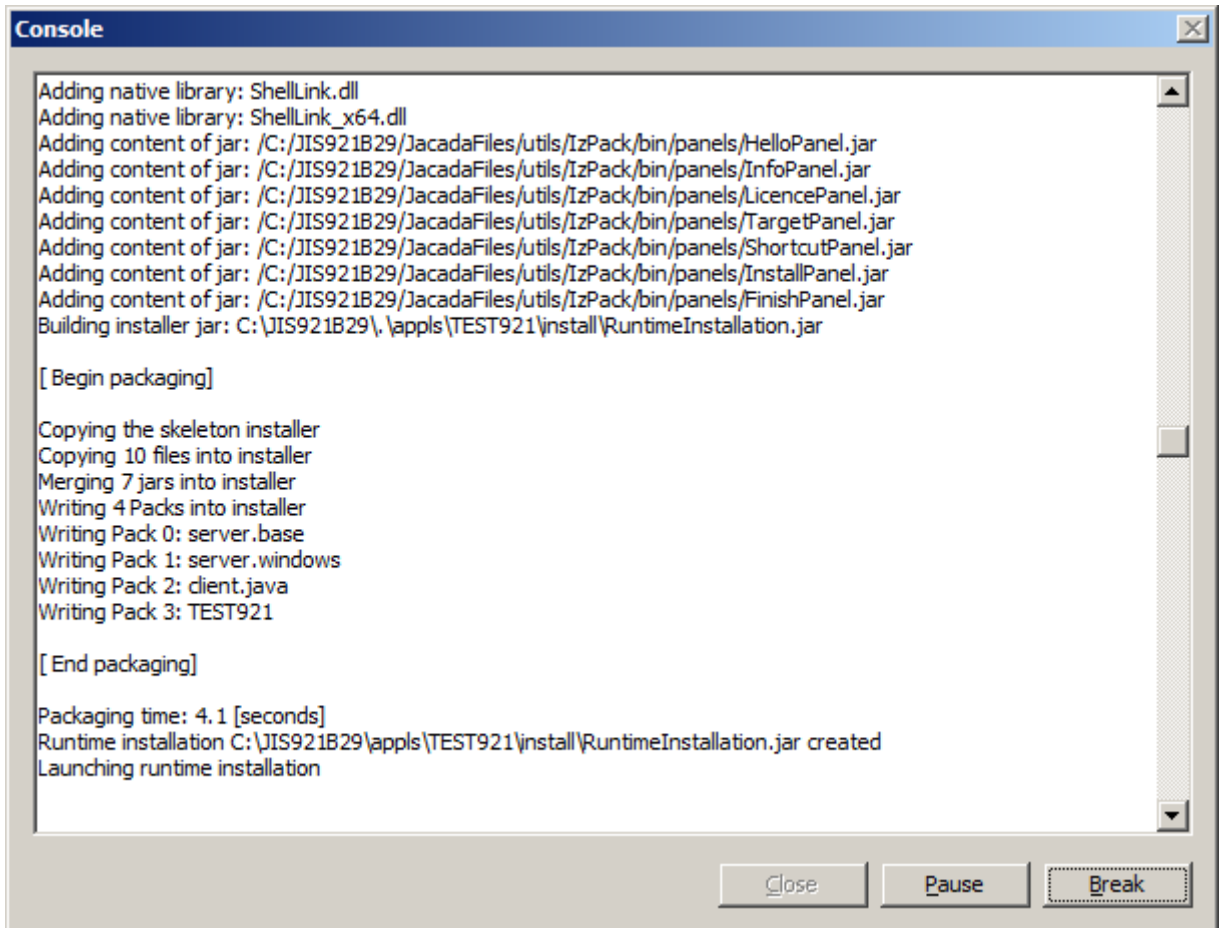 Console
Adding native library: ShellLink.dll
Adding native library: ShellLink_x64.dll
Adding content of jar: /C:/JIS921B29/JacadaFiles/utils/IzPack/bin/panels/HelloPanel.jar
Adding content of jar: /C:/JIS921B29/JacadaFiles/utils/IzPack/bin/panels/InfoPanel.jar
Adding content of jar: /C:/JIS921B29/JacadaFiles/utils/IzPack/bin/panels/LicencePanel.jar
Adding content of jar: /C:/JIS921B29/JacadaFiles/utils/IzPack/bin/panels/TargetPanel.jar
Adding content of jar: /C:/JIS921B29/JacadaFiles/utils/IzPack/bin/panels/ShortcutPanel.jar
Adding content of jar: /C:/JIS921B29/JacadaFiles/utils/IzPack/bin/panels/InstallPanel.jar
Adding content of jar: /C:/JIS921B29/JacadaFiles/utils/IzPack/bin/panels/FinishPanel.jar
Building installer jar: C:\JIS921B29\.\appls\TEST921\install\RuntimeInstallation.jar
[ Begin packaging]
Copying the skeleton installer
Copying 10 files into installer
Merging 7 jars into installer
Writing 4 Packs into installer
Writing Pack 0: server.base
Writing Pack 1: server.windows
Writing Pack 2: client.java
Writing Pack 3: TEST921
[ End packaging]
Packaging time: 4.1 [seconds]
Runtime installation C:\JIS921B29\appls\TEST921\install\RuntimeInstallation.jar created
Launching runtime installation
Close Pause Break